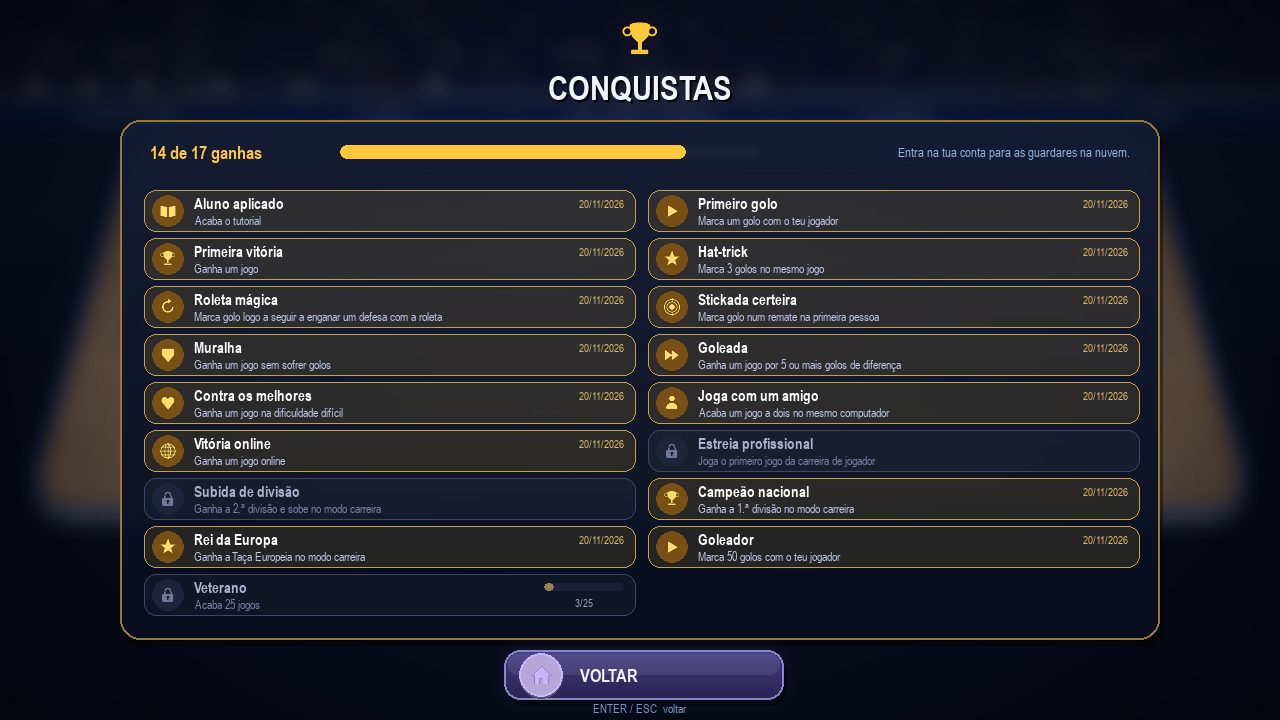 CONQUISTAS
14 de 17 ganhas
Entra na tua conta para as guardares na nuvem.
Aluno aplicado
20/11/2026
Acaba o tutorial
Primeiro golo
20/11/2026
Marca um golo com o teu jogador
Primeira vitória
20/11/2026
Ganha um jogo
Hat-trick
20/11/2026
Marca 3 golos no mesmo jogo
Roleta mágica
20/11/2026
Marca golo logo a seguir a enganar um defesa com a roleta
Stickada certeira
20/11/2026
Marca golo num remate na primeira pessoa
Muralha
20/11/2026
Ganha um jogo sem sofrer golos
Goleada
20/11/2026
Ganha um jogo por 5 ou mais golos de diferença
Contra os melhores
20/11/2026
Ganha um jogo na dificuldade difícil
Joga com um amigo
20/11/2026
Acaba um jogo a dois no mesmo computador
Vitória online
20/11/2026
Ganha um jogo online
Estreia profissional
Joga o primeiro jogo da carreira de jogador
Subida de divisão
Ganha a 2.ª divisão e sobe no modo carreira
Campeão nacional
20/11/2026
Ganha a 1.ª divisão no modo carreira
Rei da Europa
20/11/2026
Ganha a Taça Europeia no modo carreira
Goleador
20/11/2026
Marca 50 golos com o teu jogador
Veterano
Acaba 25 jogos
3/25
VOLTAR
ENTER / ESC voltar